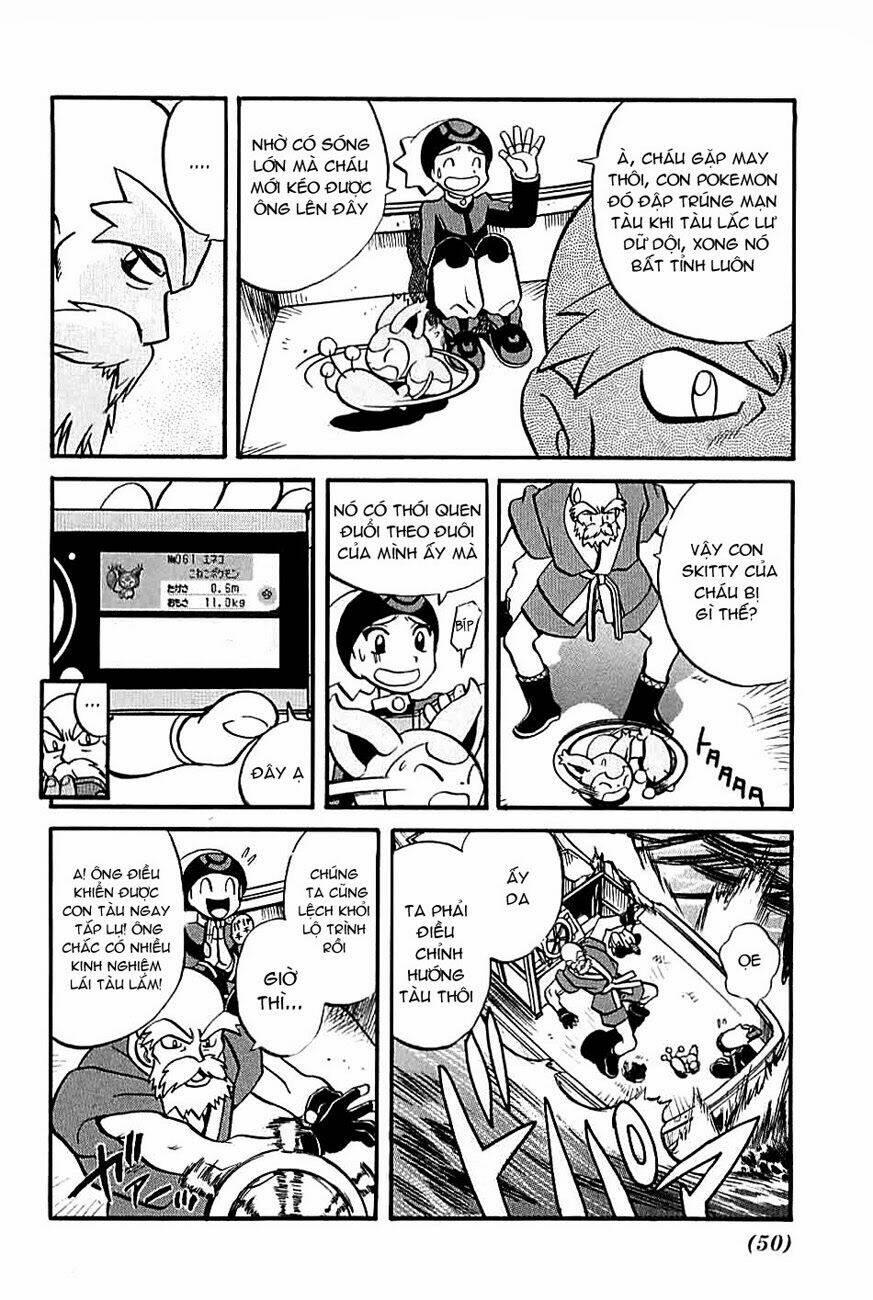 À, CHÁU GẶP MAY
THÔI, CON POKEMON
ĐÓ ĐẬP TRÚNG MẠN
TÀU KHI TÀU LẮC LƯ
DỮ DỘI, XONG NÓ
BẤT TỈNH LUÔN
NHỜ CÓ SÓNG
LỚN MÀ CHÁU
MỚI KÉO ĐƯỢC
ÔNG LÊN ĐẤY
....
VẬY CON
SKITTY CỦA
CHÁU BỊ
GÌ THẾ?
YAAAAA
NÓ CÓ THÓI QUEN
ĐUỔI THEO ĐUÔI
CỦA MÌNH ẤY MÀ
BÍP
№061 エネコ
こねこポケモン
たかさ 0.6m
おもさ 11.0kg
ĐÂY Ạ
...
ẤY
DA
ỌE
TA PHẢI
ĐIỀU
CHỈNH
HƯỚNG
TÀU THÔI
CHÚNG
TA CŨNG
LỆCH KHỎI
LỘ TRÌNH
RỒI
GIỜ
THÌ...
A! ÔNG ĐIỀU
KHIỂN ĐƯỢC
CON TÀU NGAY
TẮP LỰ! ÔNG
CHẮC CÓ NHIỀU
KINH NGHIỆM
LÁI TÀU LẮM!
(50)